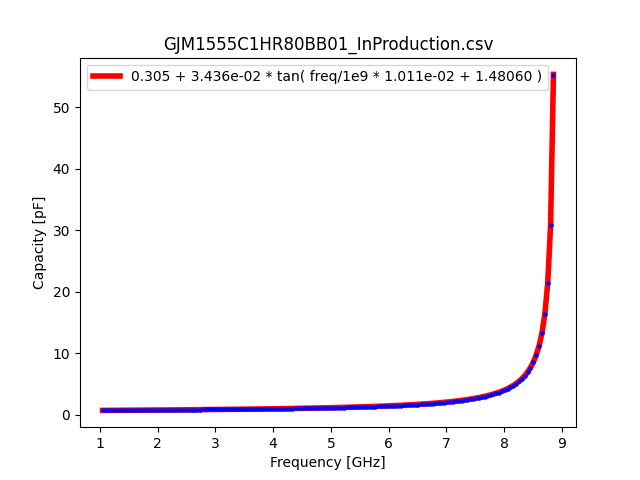 GJM1555C1HR80BB01_InProduction.csv
0.305 + 3.436e-02 * tan( freq/1e9 * 1.011e-02 + 1.48060 )
50
40
30
20
10
0
Capacity [pF]
1 2 3 4 5 6 7 8 9
Frequency [GHz]